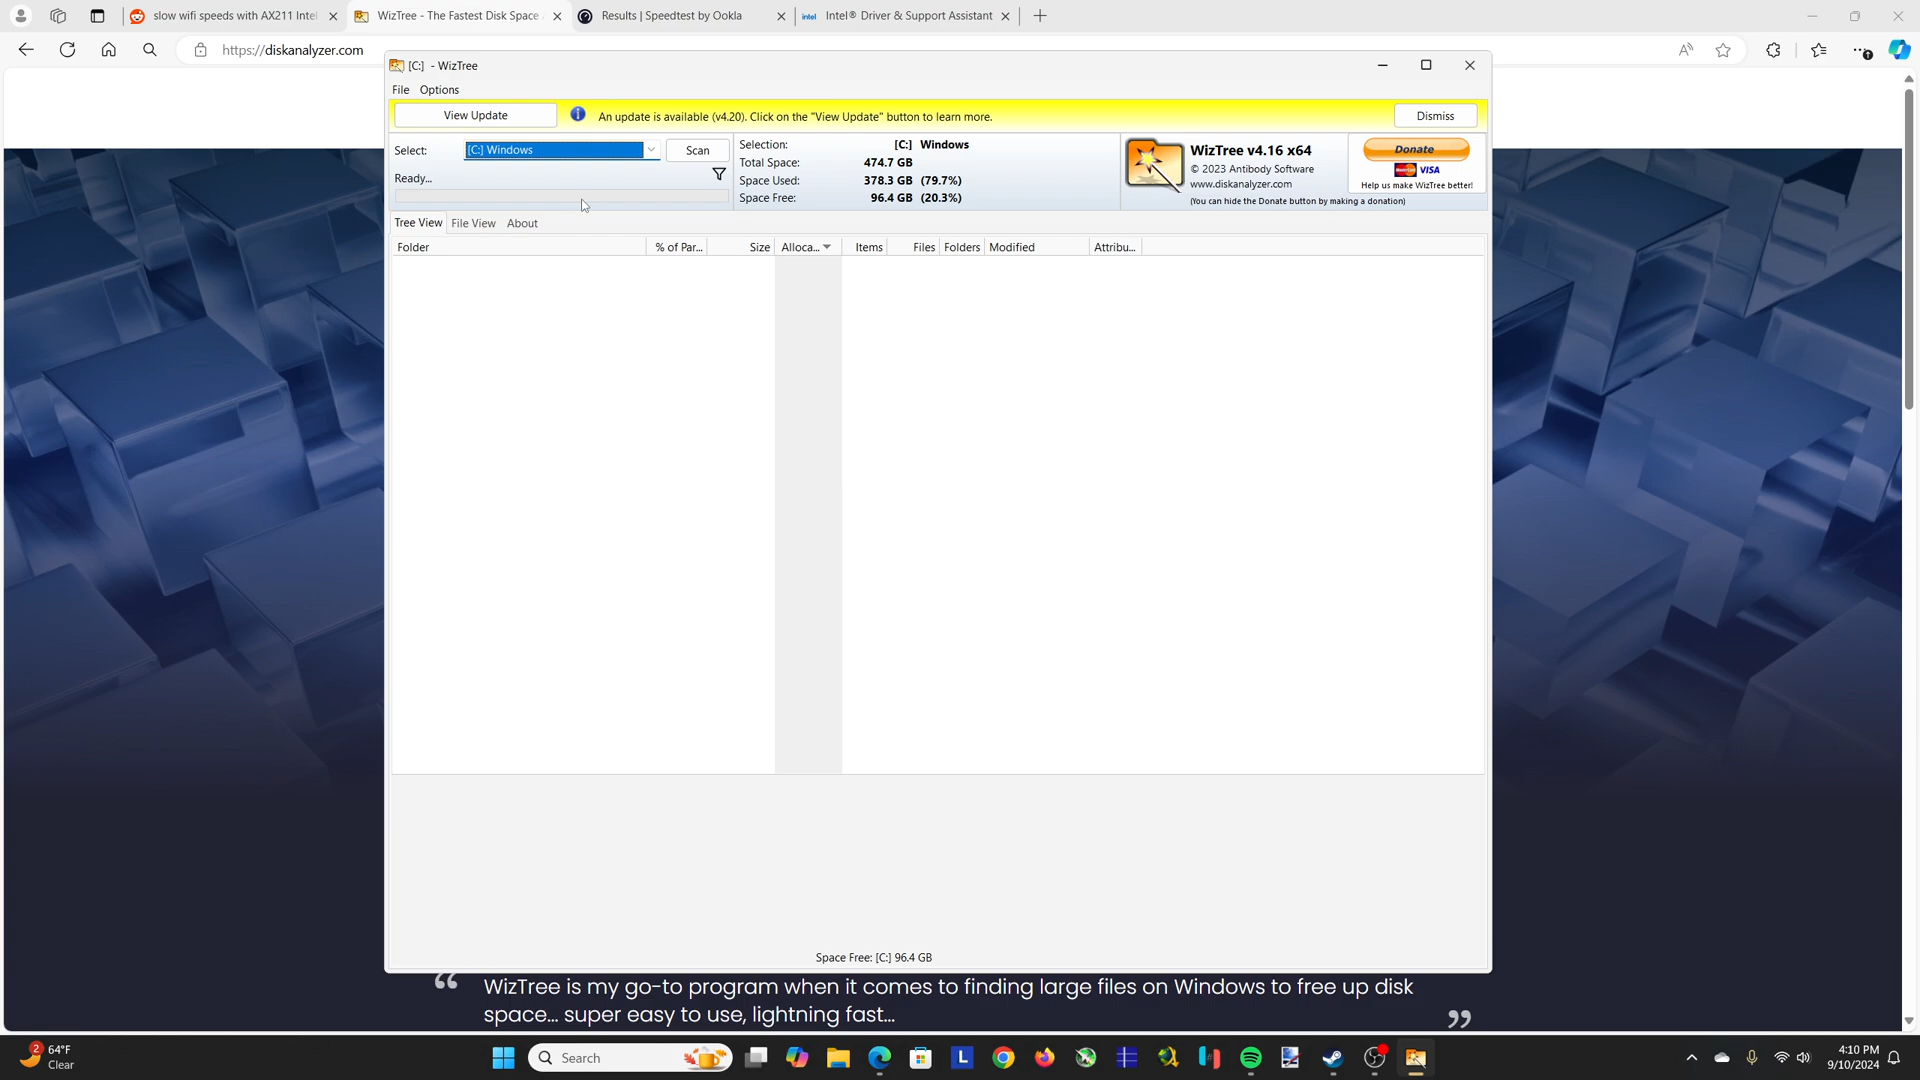 slow wifi speeds with AX211 Intel
WizTree - The Fastest Disk Space
Results | Speedtest by Ookla
intel Intel® Driver & Support Assistant
https://diskanalyzer.com
[C:] - WizTree
File Options
View Update
An update is available (v4.20). Click on the "View Update" button to learn more.
Dismiss
Select: [C:] Windows Scan
Ready...
Selection: [C:] Windows
Total Space: 474.7 GB
Space Used: 378.3 GB (79.7%)
Space Free: 96.4 GB (20.3%)
WizTree v4.16 x64
© 2023 Antibody Software
www.diskanalyzer.com
(You can hide the Donate button by making a donation)
Donate
MasterCard VISA
Help us make WizTree better!
Tree View File View About
Folder % of Par... Size Alloca... Items Files Folders Modified Attribu...
Space Free: [C:] 96.4 GB
“ WizTree is my go-to program when it comes to finding large files on Windows to free up disk
space... super easy to use, lightning fast... ”
2
64°F
Clear
Search
L
4:10 PM
9/10/2024